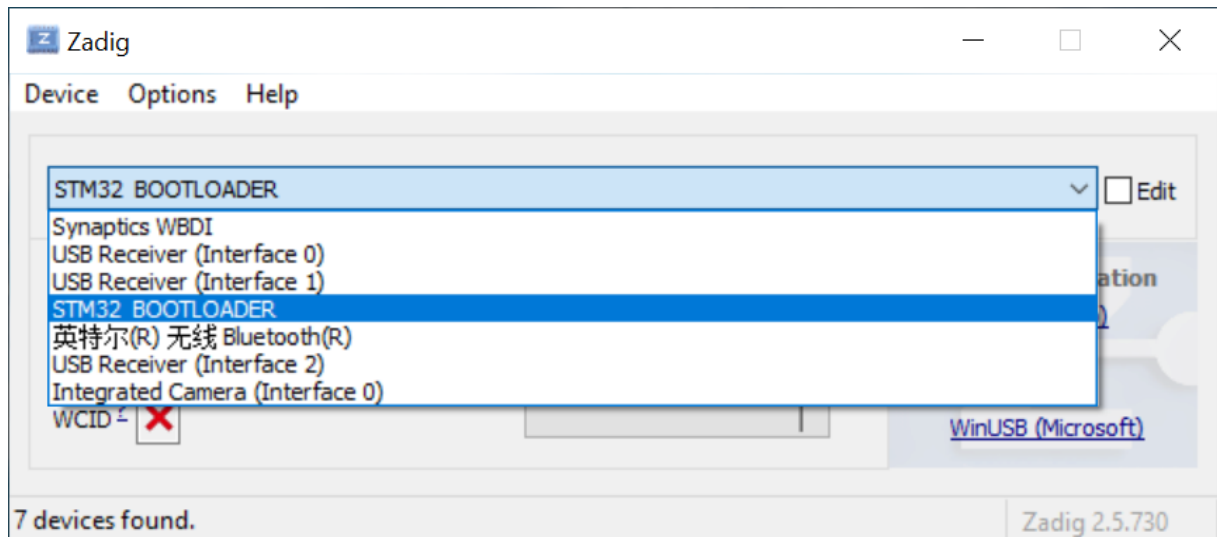 Zadig
Device Options Help
STM32 BOOTLOADER Edit
Synaptics WBDI
USB Receiver (Interface 0)
USB Receiver (Interface 1)
STM32 BOOTLOADER
英特尔(R) 无线 Bluetooth(R)
USB Receiver (Interface 2)
Integrated Camera (Interface 0)
ation
WCID ?
WinUSB (Microsoft)
7 devices found.
Zadig 2.5.730